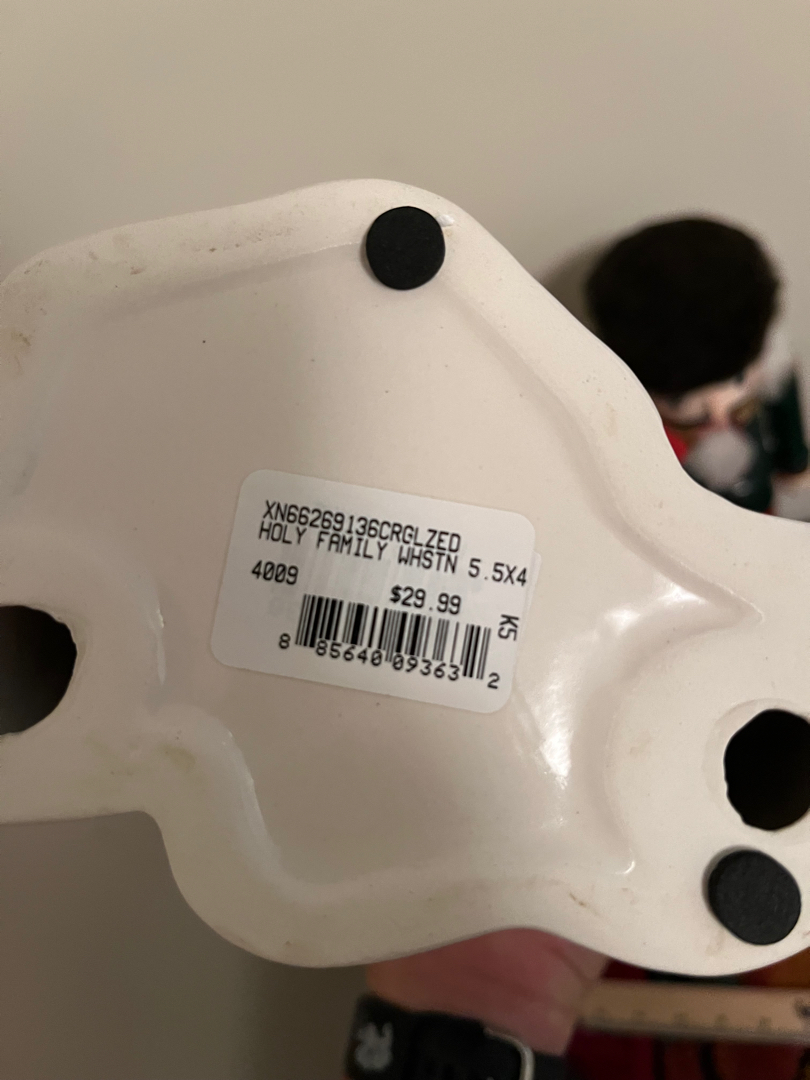 XN66269136CRGLZED
HOLY FAMILY WHSTN 5.5X4
4009
$29.99
K5
8 85640 09363 2